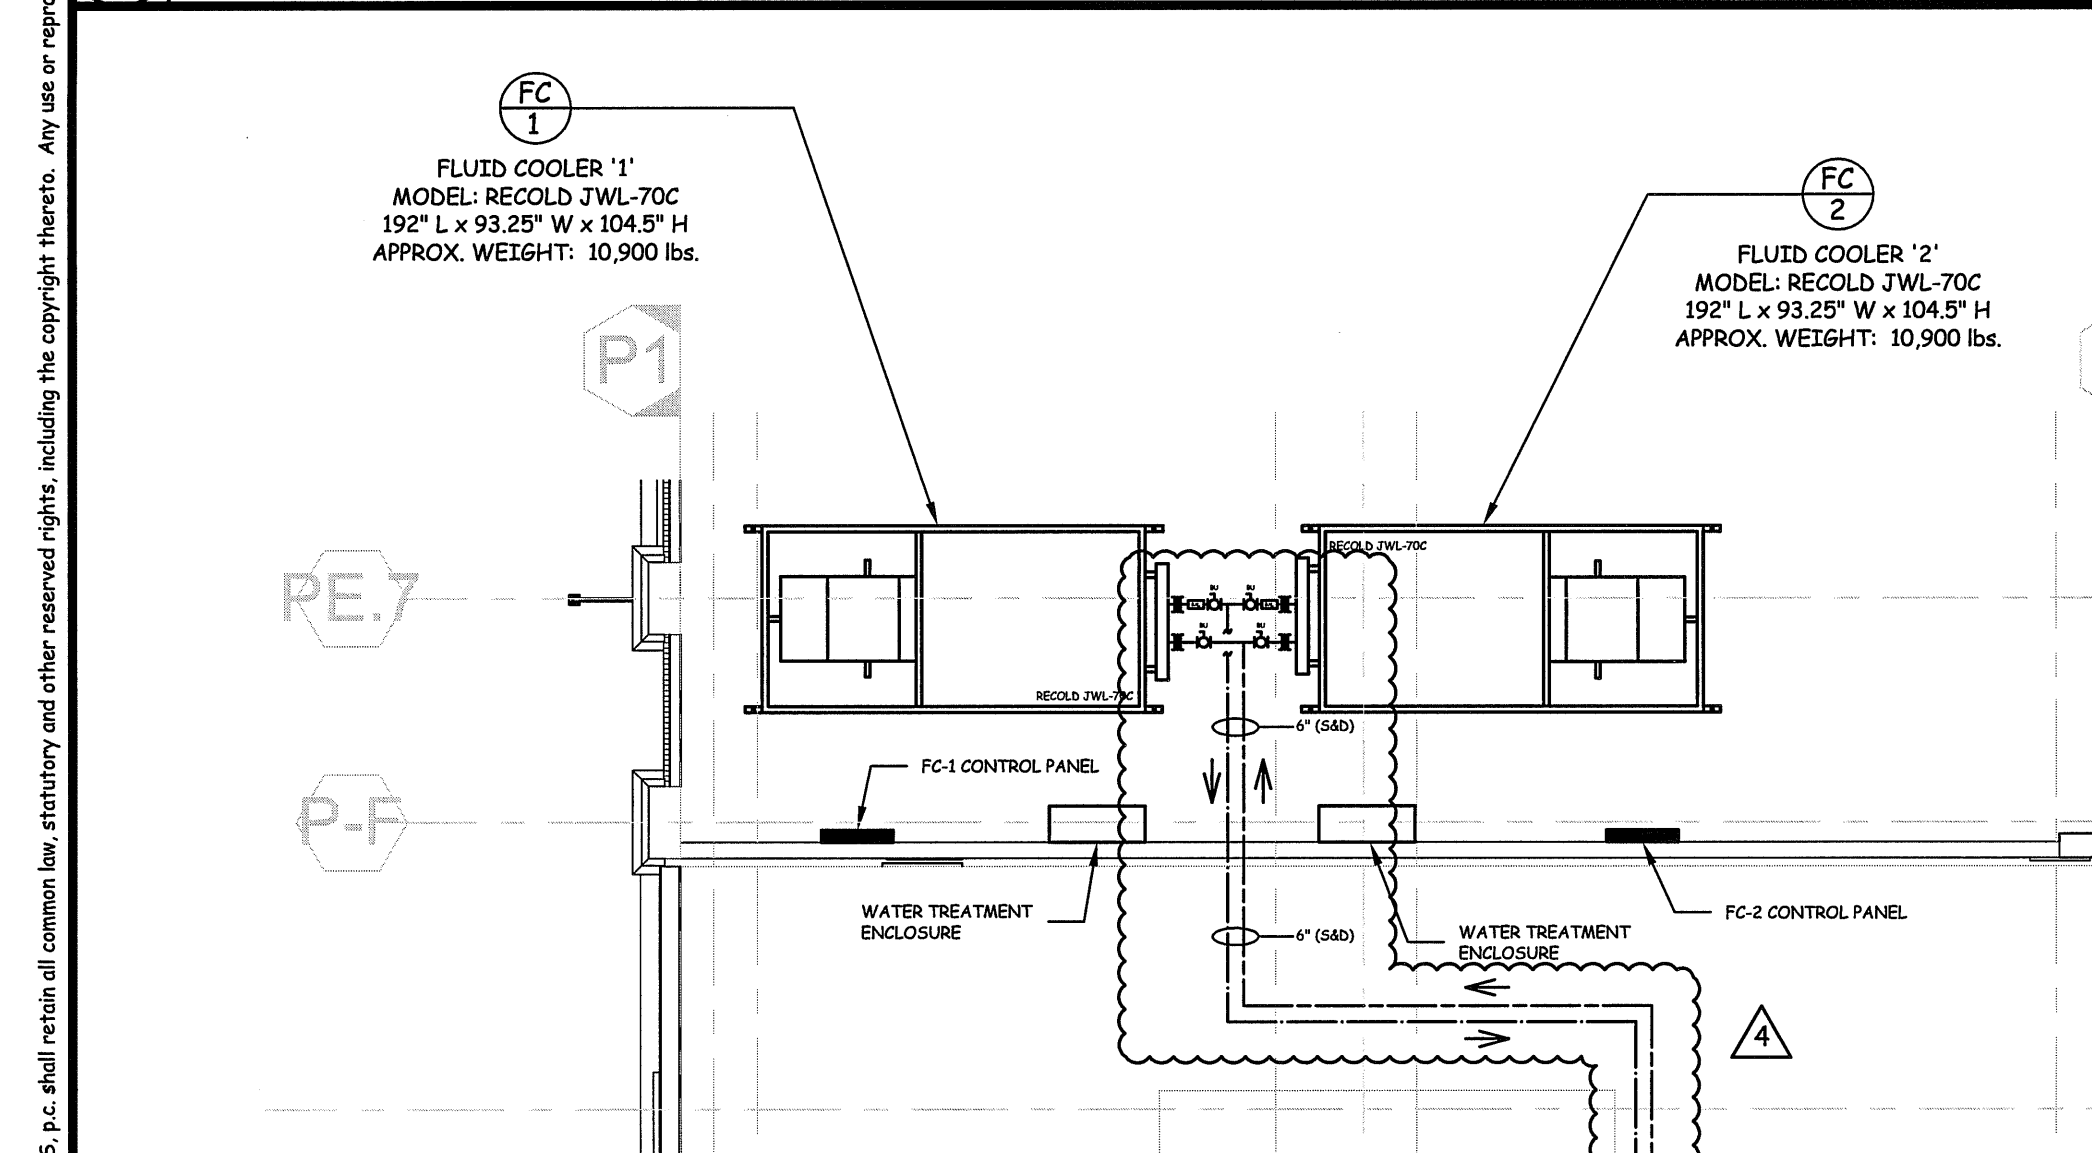 FC
1
FLUID COOLER '1'
MODEL: RECOLD JWL-70C
192" L x 93.25" W x 104.5" H
APPROX. WEIGHT: 10,900 lbs.
FC
2
FLUID COOLER '2'
MODEL: RECOLD JWL-70C
192" L x 93.25" W x 104.5" H
APPROX. WEIGHT: 10,900 lbs.
P1
PE.7
P-F
RECOLD JWL-70C
RECOLD JWL-70C
BU
BU
BU
BU
6" (S&D)
FC-1 CONTROL PANEL
WATER TREATMENT
ENCLOSURE
6" (S&D)
WATER TREATMENT
ENCLOSURE
FC-2 CONTROL PANEL
4
p.c. shall retain all common law, statutory and other reserved rights, including the copyright thereto. Any use or repro